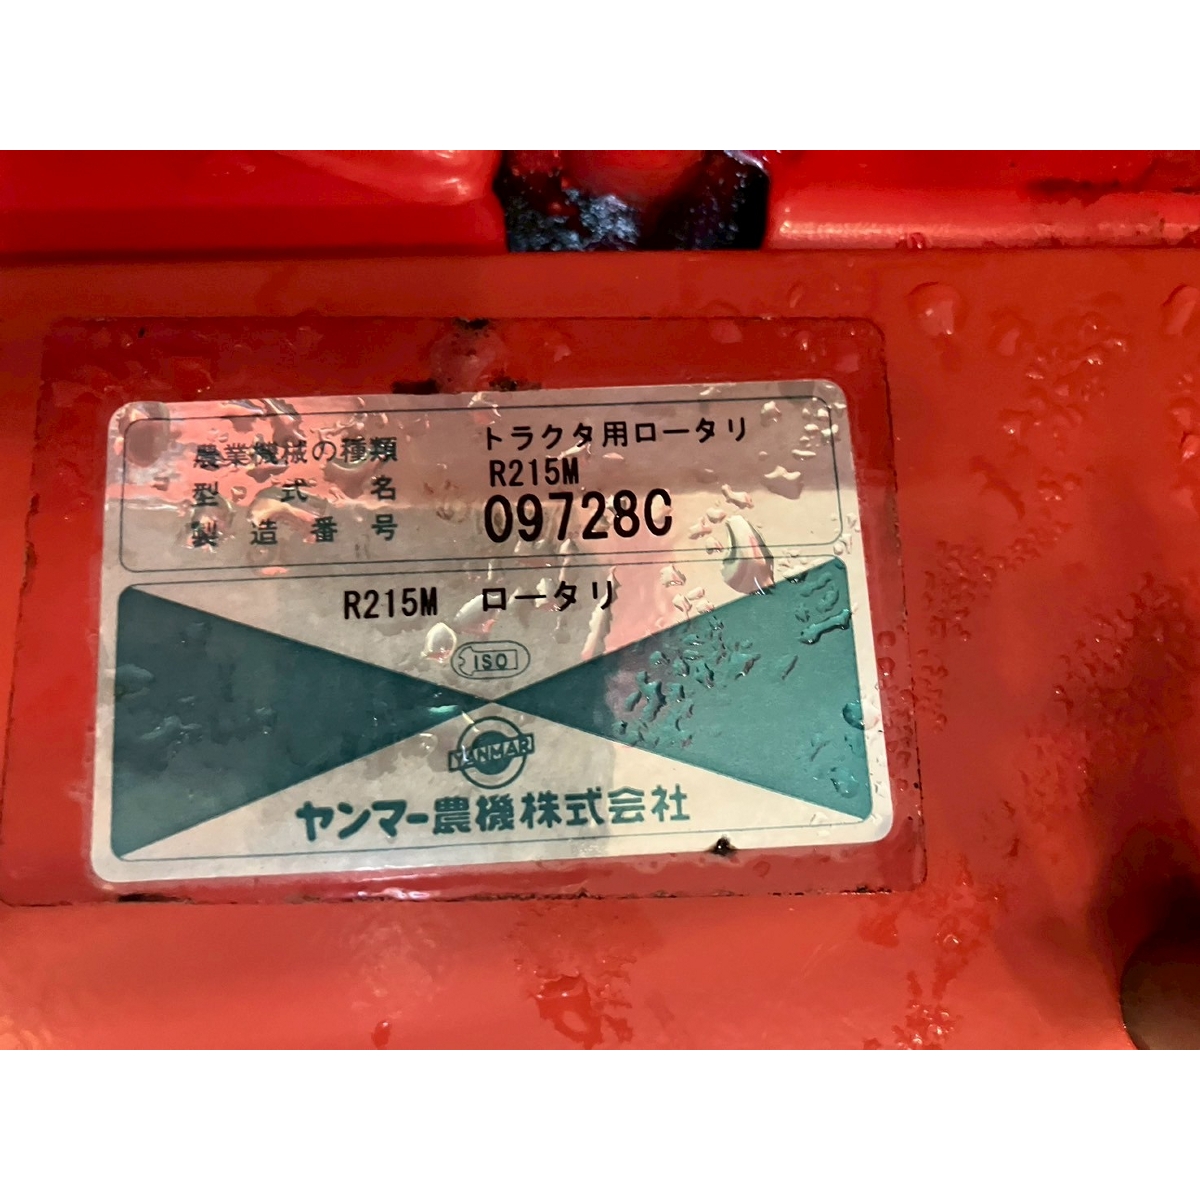 農業機械の種類 トラクタ用ロータリ
型式名 R215M
製造番号 09728C
R215M ロータリ
ISO
YANMAR
ヤンマー農機株式会社